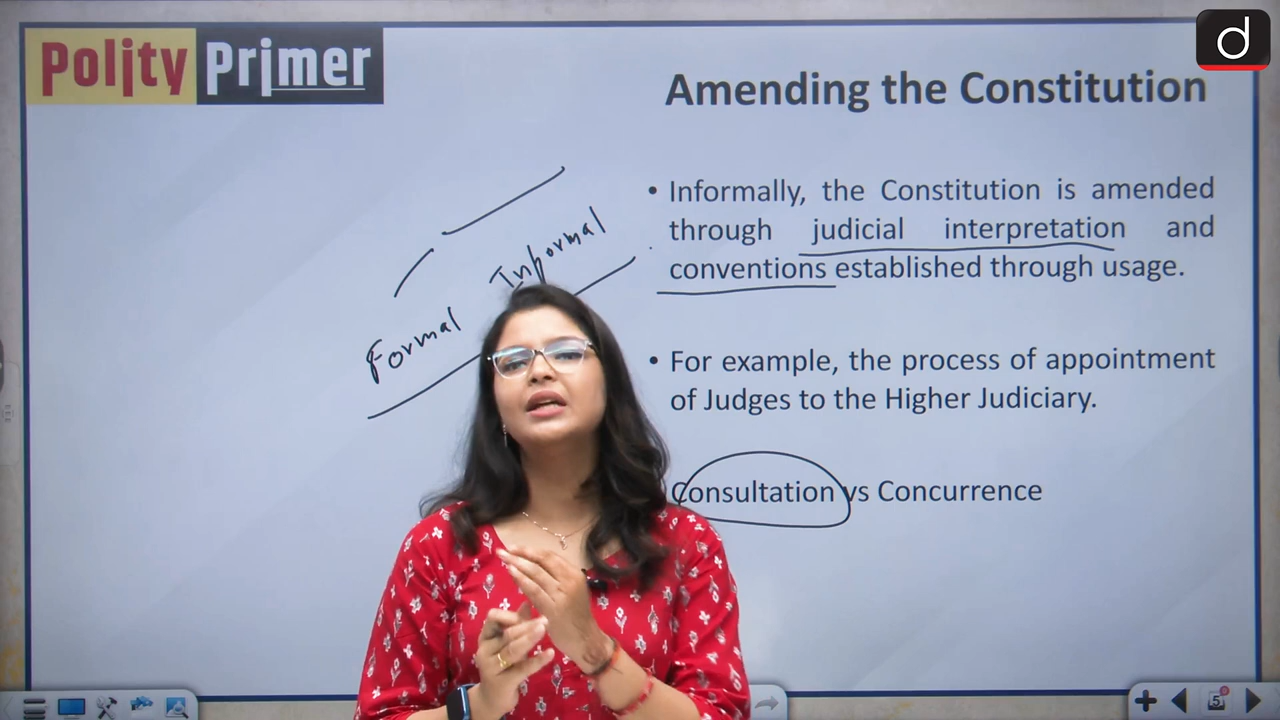 Polity Primer
d
Amending the Constitution
• Informally, the Constitution is amended
through judicial interpretation and
conventions established through usage.
Formal Informal
• For example, the process of appointment
of Judges to the Higher Judiciary.
Consultation vs Concurrence
5